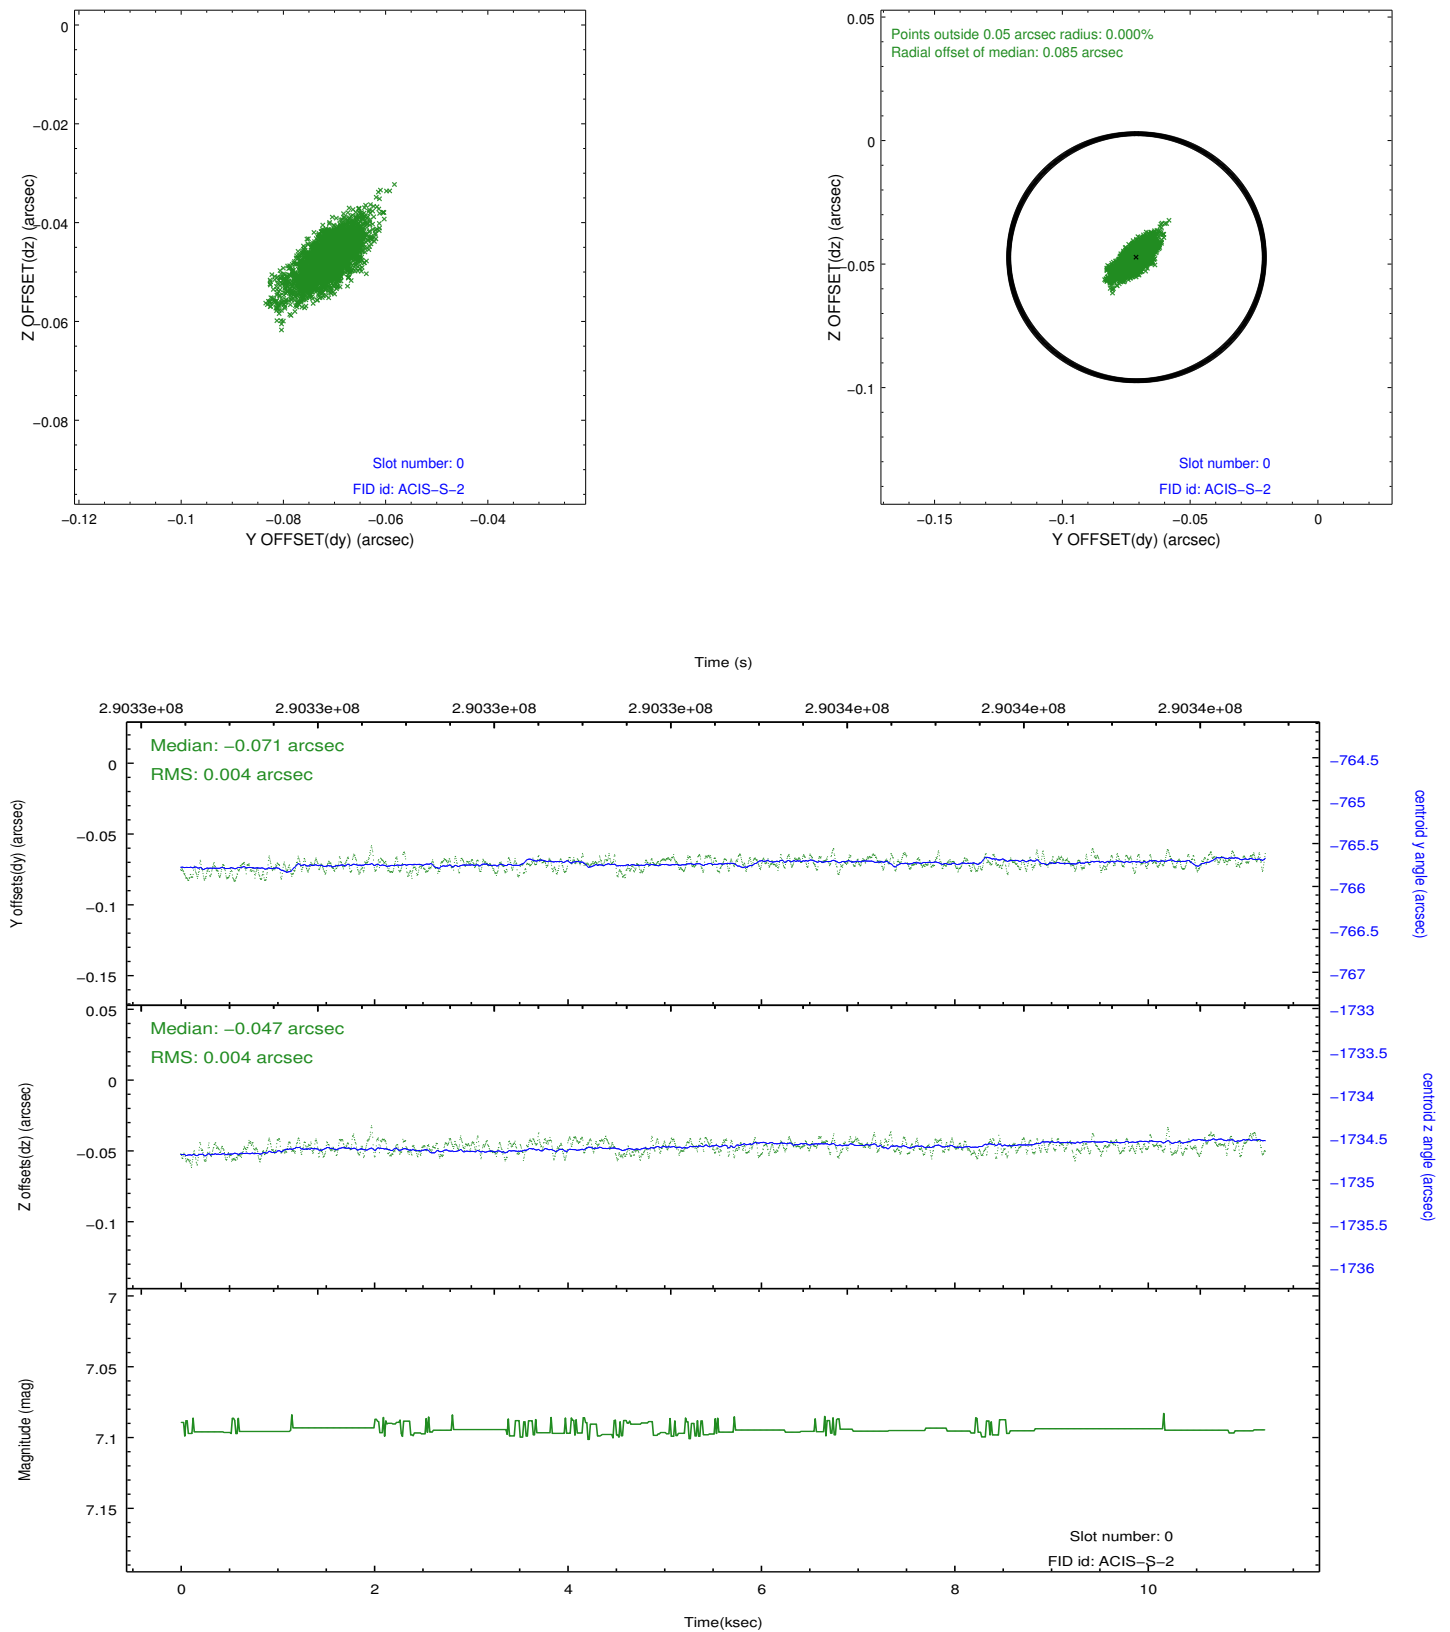 0
−0.02
−0.04
−0.06
−0.08
Z OFFSET(dz) (arcsec)
Slot number: 0
FID id: ACIS−S−2
−0.12
−0.1
−0.08
−0.06
−0.04
Y OFFSET(dy) (arcsec)
0.05
0
−0.05
−0.1
Z OFFSET(dz) (arcsec)
Points outside 0.05 arcsec radius: 0.000%
Radial offset of median: 0.085 arcsec
Slot number: 0
FID id: ACIS−S−2
−0.15
−0.1
−0.05
0
Y OFFSET(dy) (arcsec)
Time (s)
2.9033e+08
2.9033e+08
2.9033e+08
2.9033e+08
2.9034e+08
2.9034e+08
2.9034e+08
Median: −0.071 arcsec
RMS: 0.004 arcsec
0
−0.05
−0.1
−0.15
Y offsets(dy) (arcsec)
−764.5
−765
−765.5
−766
−766.5
−767
centroid y angle (arcsec)
Median: −0.047 arcsec
RMS: 0.004 arcsec
0.05
0
−0.05
−0.1
Z offsets(dz) (arcsec)
−1733
−1733.5
−1734
−1734.5
−1735
−1735.5
−1736
centroid z angle (arcsec)
7
7.05
7.1
7.15
Magnitude (mag)
Slot number: 0
FID id: ACIS−S−2
0
2
4
6
8
10
Time(ksec)